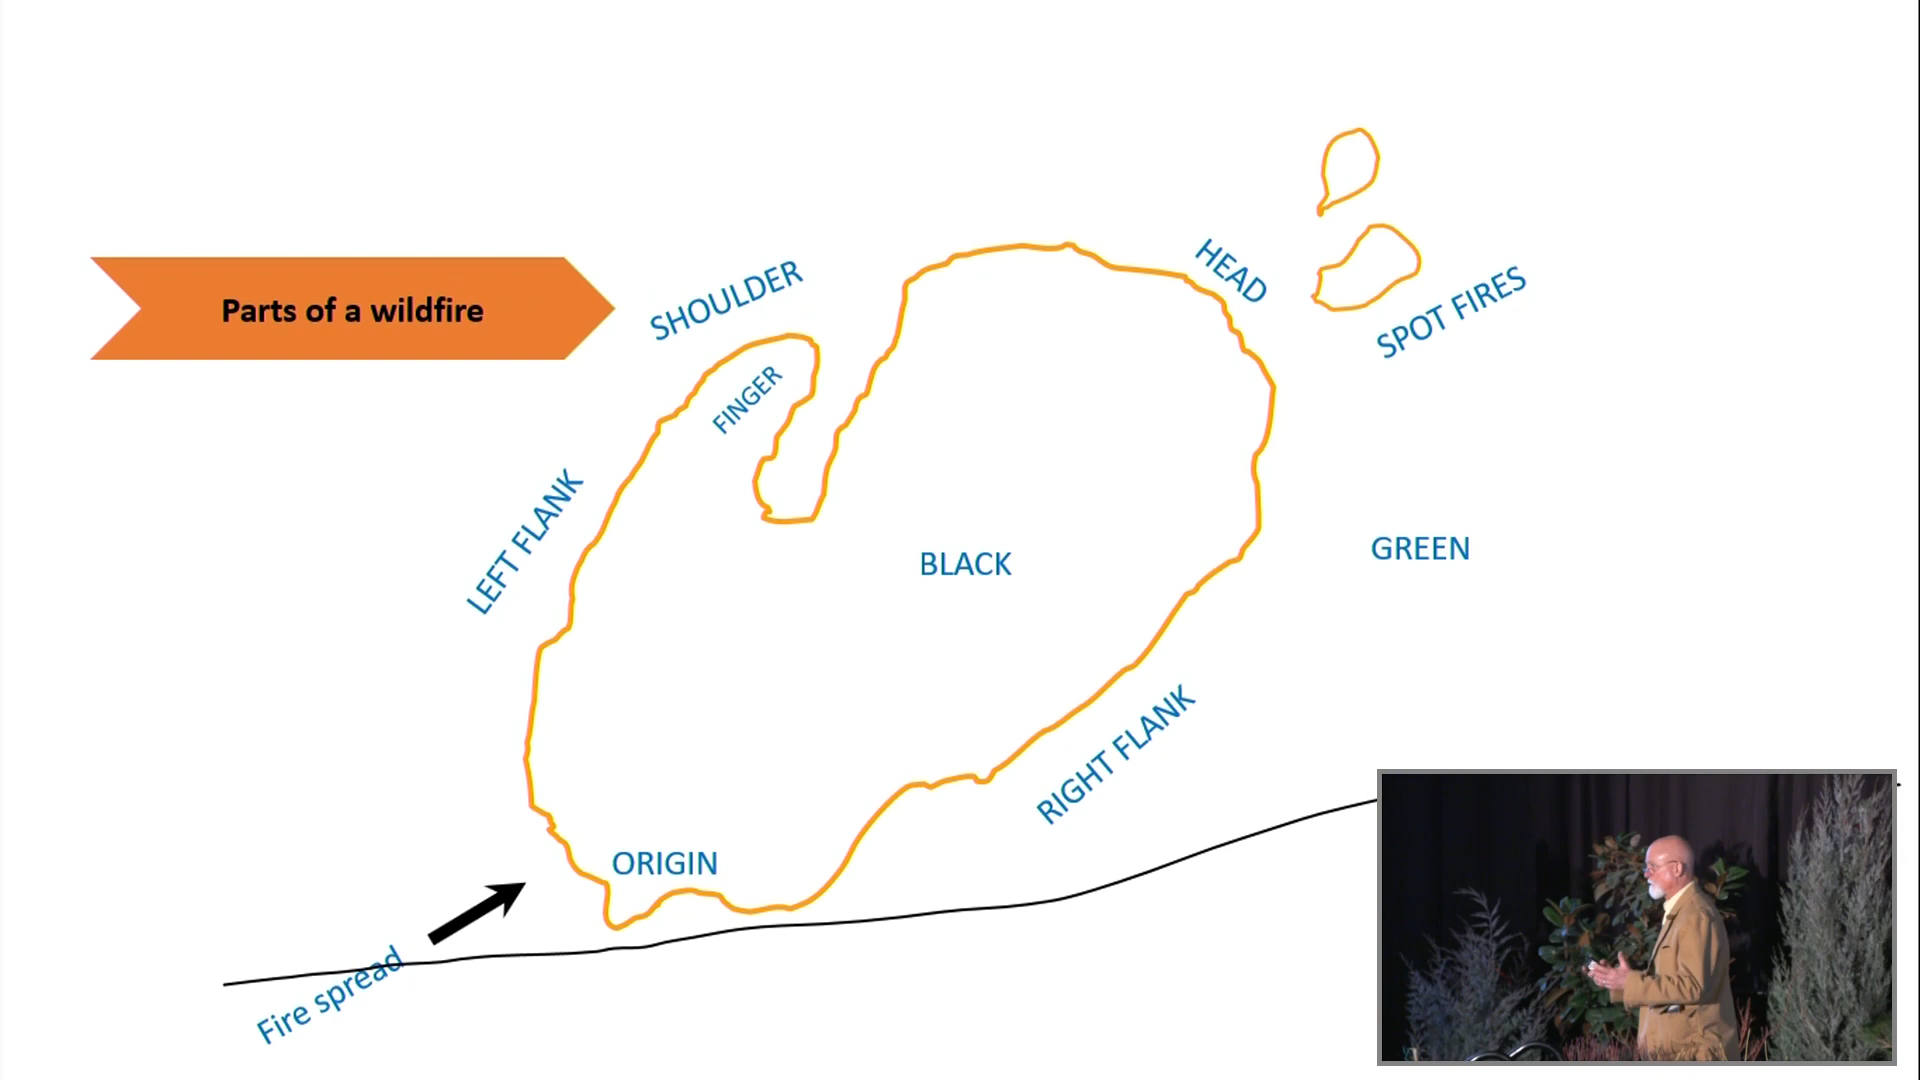 HEAD
SHOULDER
SPOT FIRES
Parts of a wildfire
FINGER
LEFT FLANK
GREEN
BLACK
RIGHT FLANK
ORIGIN
Fire spread